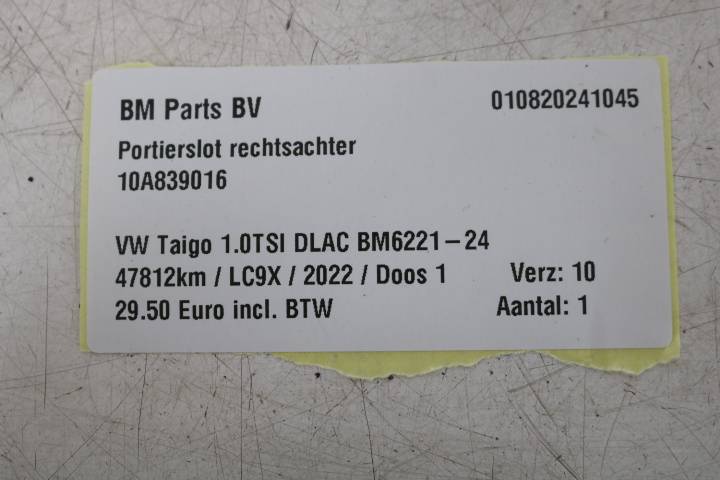 BM Parts BV 010820241045
Portierslot rechtsachter
10A839016
VW Taigo 1.0TSI DLAC BM6221-24
47812km / LC9X / 2022 / Doos 1 Verz: 10
29.50 Euro incl. BTW Aantal: 1